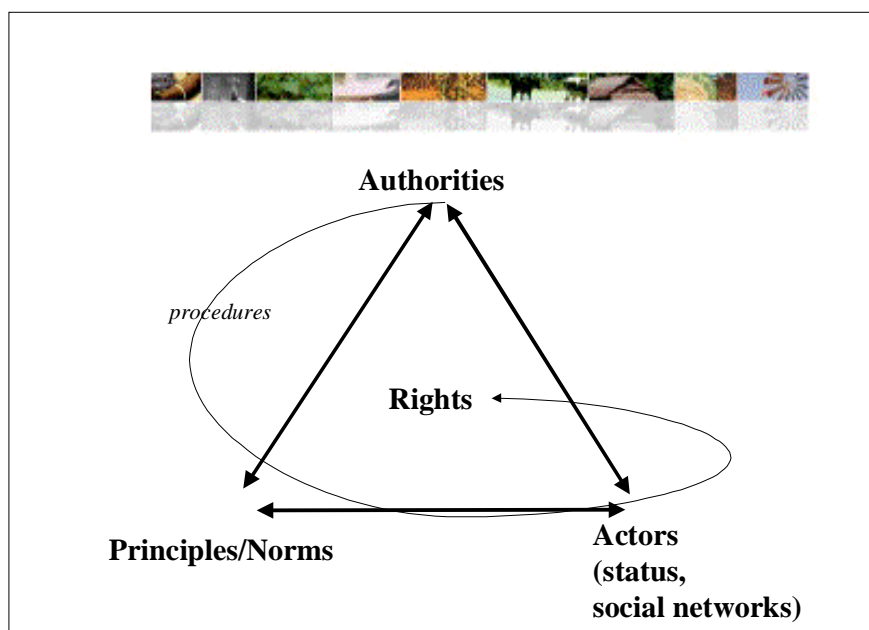 Authorities
procedures
Rights
Principles/Norms
Actors
(status,
social networks)